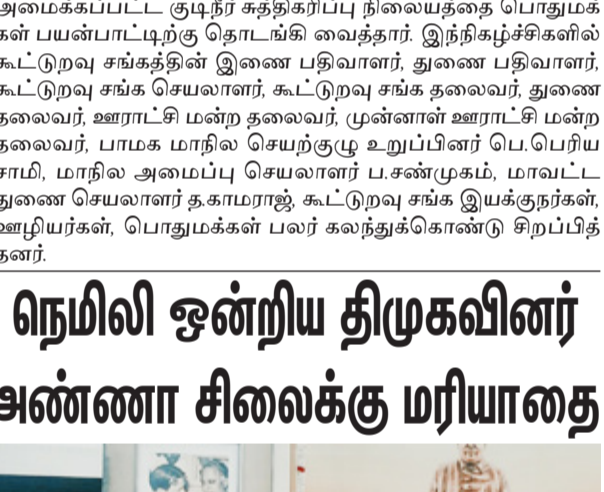 அமைக்கப்பட்ட குடிநீர் சுத்திகரிப்பு நிலையத்தை பொதுமக்
கள் பயன்பாட்டிற்கு தொடங்கி வைத்தார். இந்நிகழ்ச்சிகளில்
கூட்டுறவு சங்கத்தின் இணை பதிவாளர், துணை பதிவாளர்,
கூட்டுறவு சங்க செயலாளர், கூட்டுறவு சங்க தலைவர், துணை
தலைவர், ஊராட்சி மன்ற தலைவர், முன்னாள் ஊராட்சி மன்ற
தலைவர், பாமக மாநில செயற்குழு உறுப்பினர் பெ.பெரிய
சாமி, மாநில அமைப்பு செயலாளர் ப.சண்முகம், மாவட்ட
துணை செயலாளர் த.காமராஜ், கூட்டுறவு சங்க இயக்குநர்கள்,
ஊழியர்கள், பொதுமக்கள் பலர் கலந்துக்கொண்டு சிறப்பித்
தனர்.
நெமிலி ஒன்றிய திமுகவினர்
அண்ணா சிலைக்கு மரியாதை